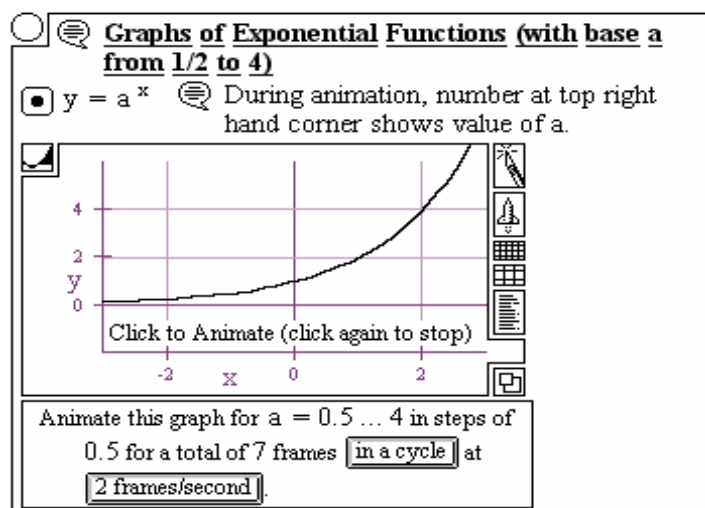 Graphs of Exponential Functions (with base a
from 1/2 to 4)
y = a^x During animation, number at top right
hand corner shows value of a.
4
2
y
0
Click to Animate (click again to stop)
-2 x 0 2
Animate this graph for a = 0.5 ... 4 in steps of
0.5 for a total of 7 frames in a cycle at
2 frames/second.